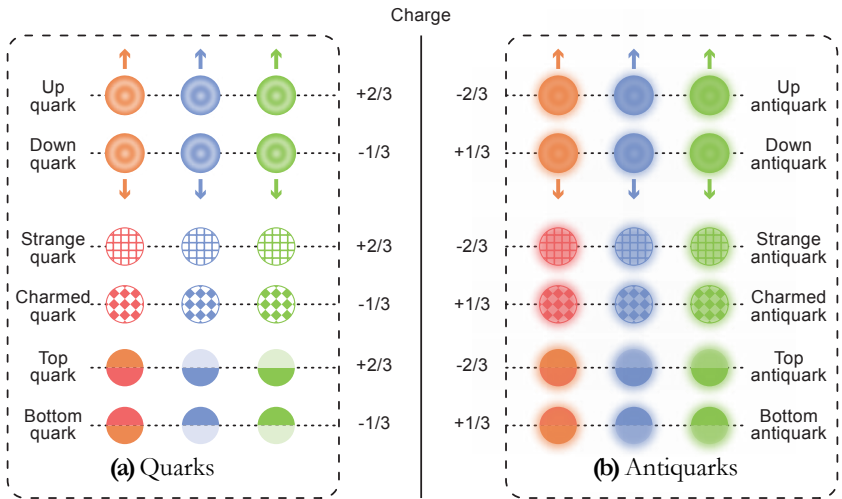 Charge
Up
quark
+2/3
-2/3
Up
antiquark
Down
quark
-1/3
+1/3
Down
antiquark
Strange
quark
+2/3
-2/3
Strange
antiquark
Charmed
quark
-1/3
+1/3
Charmed
antiquark
Top
quark
+2/3
-2/3
Top
antiquark
Bottom
quark
-1/3
+1/3
Bottom
antiquark
(a) Quarks
(b) Antiquarks